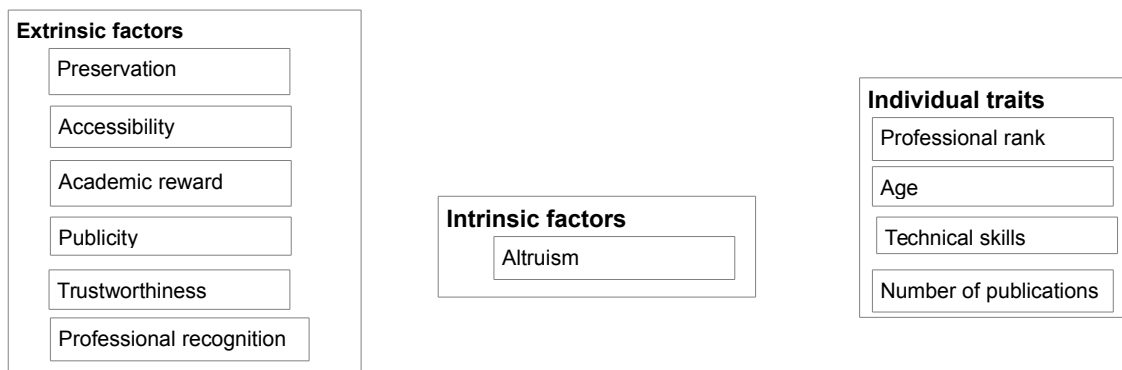 Extrinsic factors
Preservation
Accessibility
Academic reward
Publicity
Trustworthiness
Professional recognition
Intrinsic factors
Altruism
Individual traits
Professional rank
Age
Technical skills
Number of publications